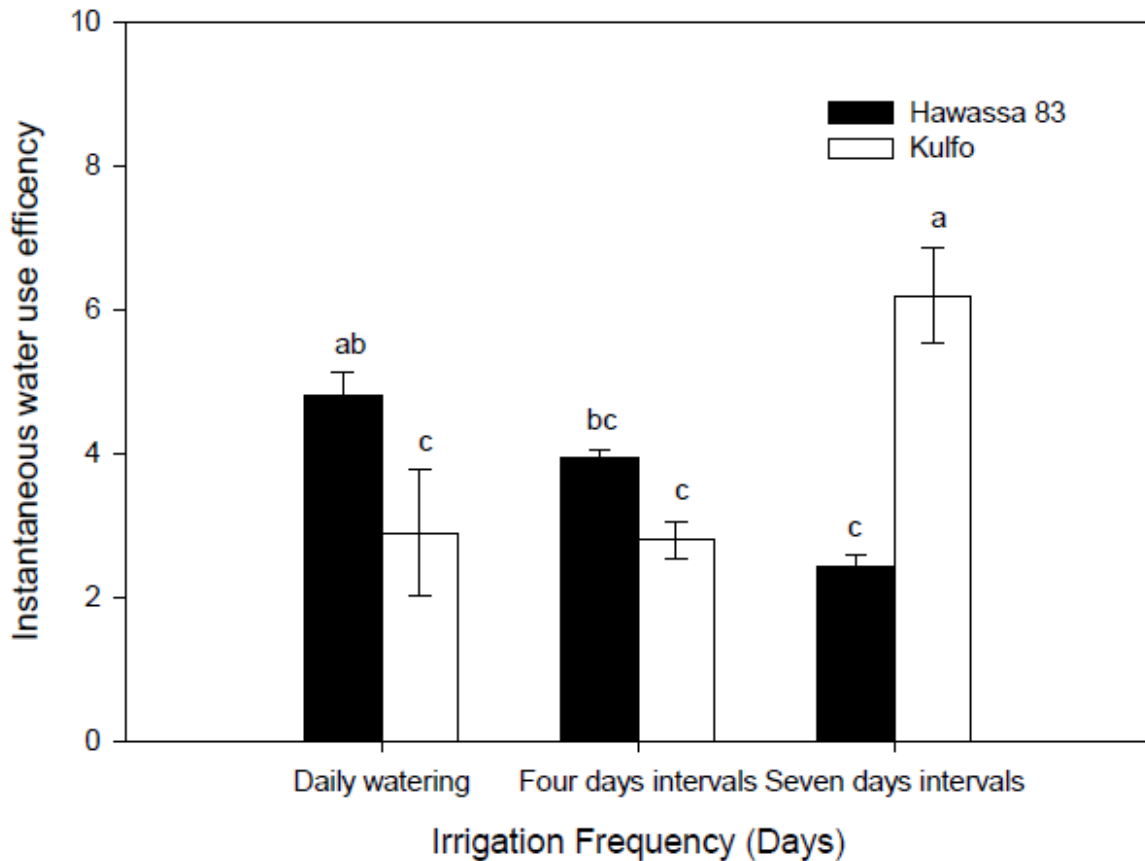 10
8
6
4
2
0
Instantaneous water use efficency
Hawassa 83
Kulfo
ab
c
bc
c
c
a
Daily watering
Four days intervals
Seven days intervals
Irrigation Frequency (Days)